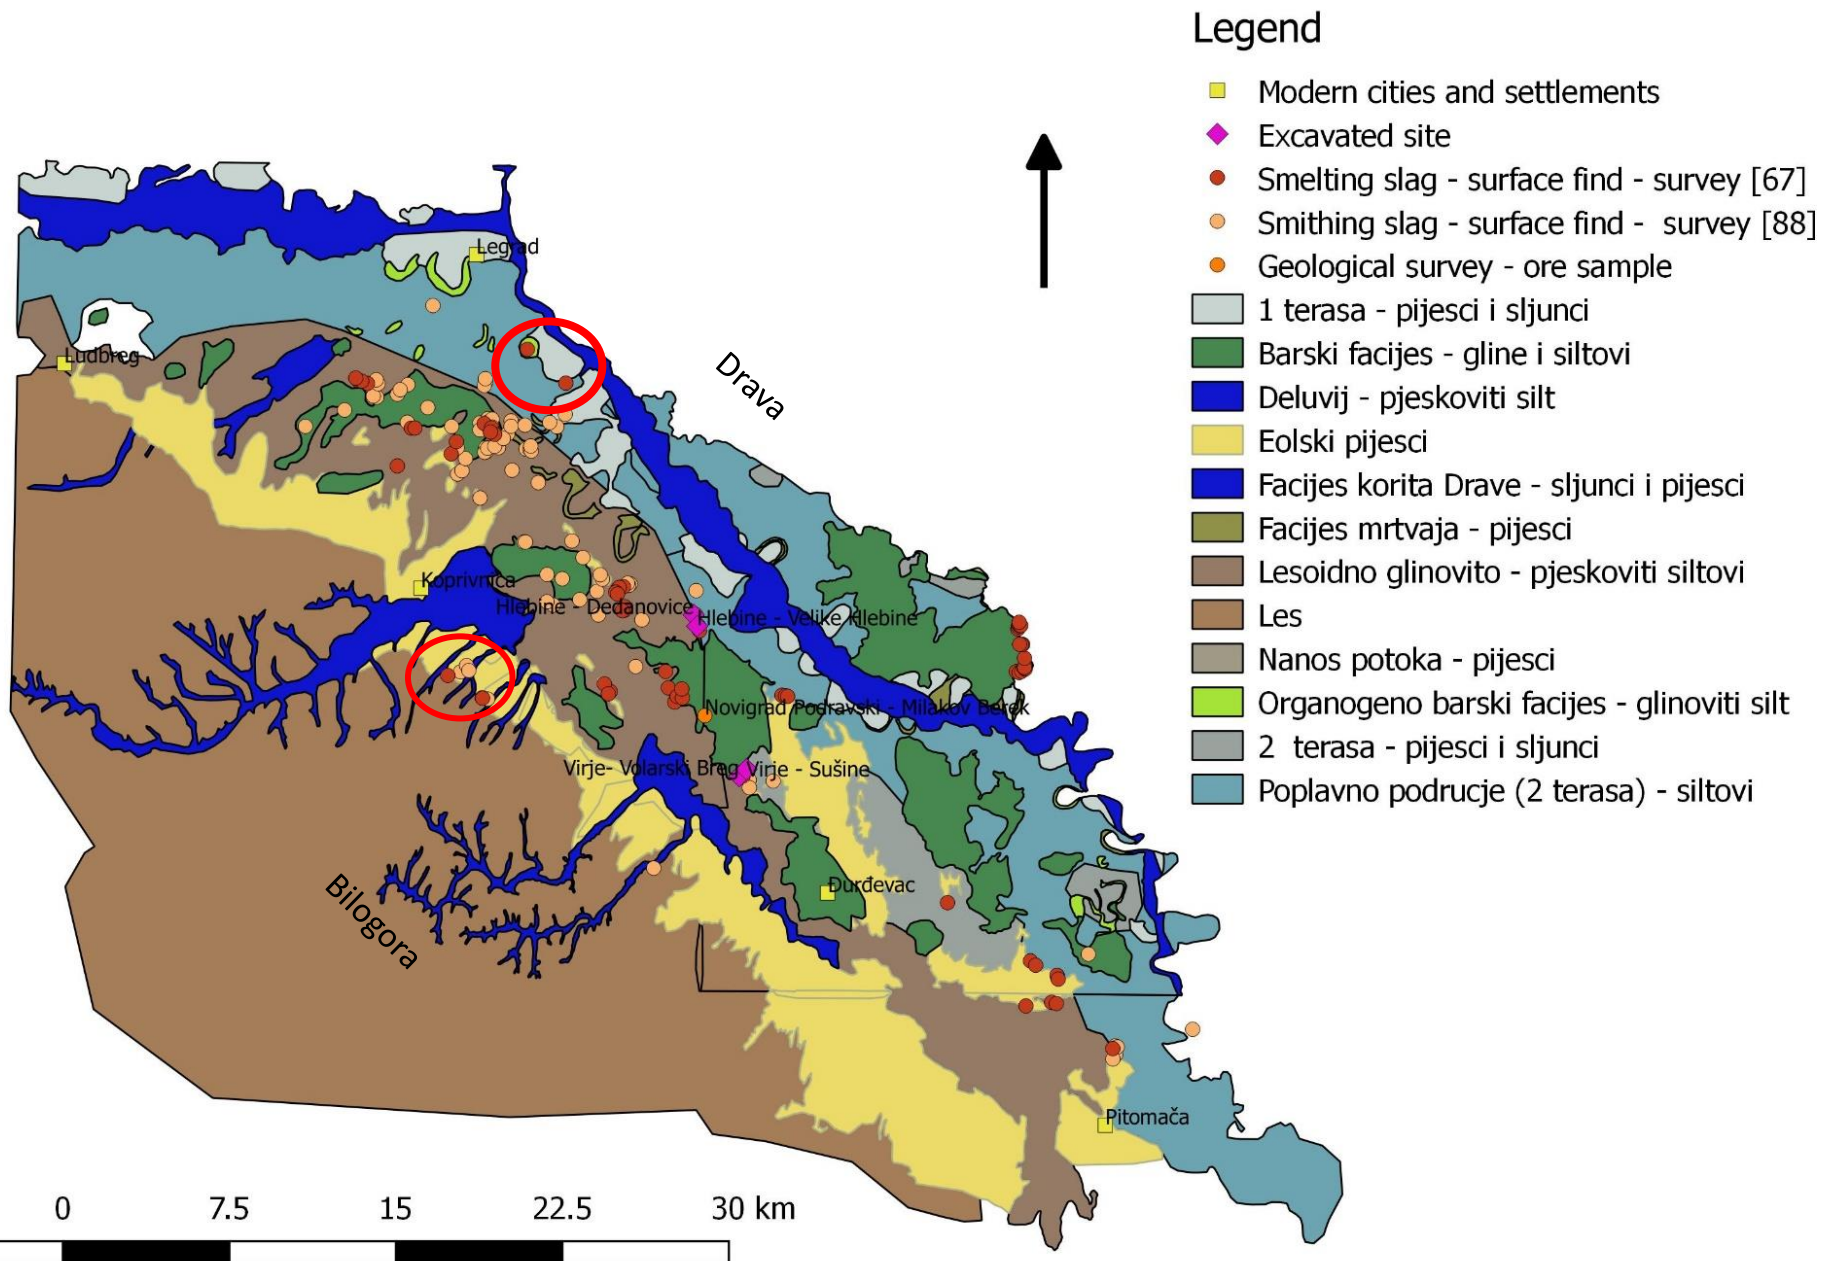 Legend
Modern cities and settlements
Excavated site
Smelting slag - surface find - survey [67]
Smithing slag - surface find -  survey [88]
Geological survey - ore sample
1 terasa - pijesci i sljunci
Barski facijes - gline i siltovi
Deluvij - pjeskoviti silt
Eolski pijesci
Facijes korita Drave - sljunci i pijesci
Facijes mrtvaja - pijesci
Lesoidno glinovito - pjeskoviti siltovi
Les
Nanos potoka - pijesci
Organogeno barski facijes - glinoviti silt
2  terasa - pijesci i sljunci
Poplavno podrucje (2 terasa) - siltovi
Legrad
Ludbreg
Drava
Koprivnica
Hlebine - Dedanovice
Hlebine - Velike Hlebine
Novigrad Podravski - Milakov Berek
Virje- Volarski Breg
Virje - Sušine
Đurđevac
Bilogora
Pitomača
0 7.5 15 22.5 30 km